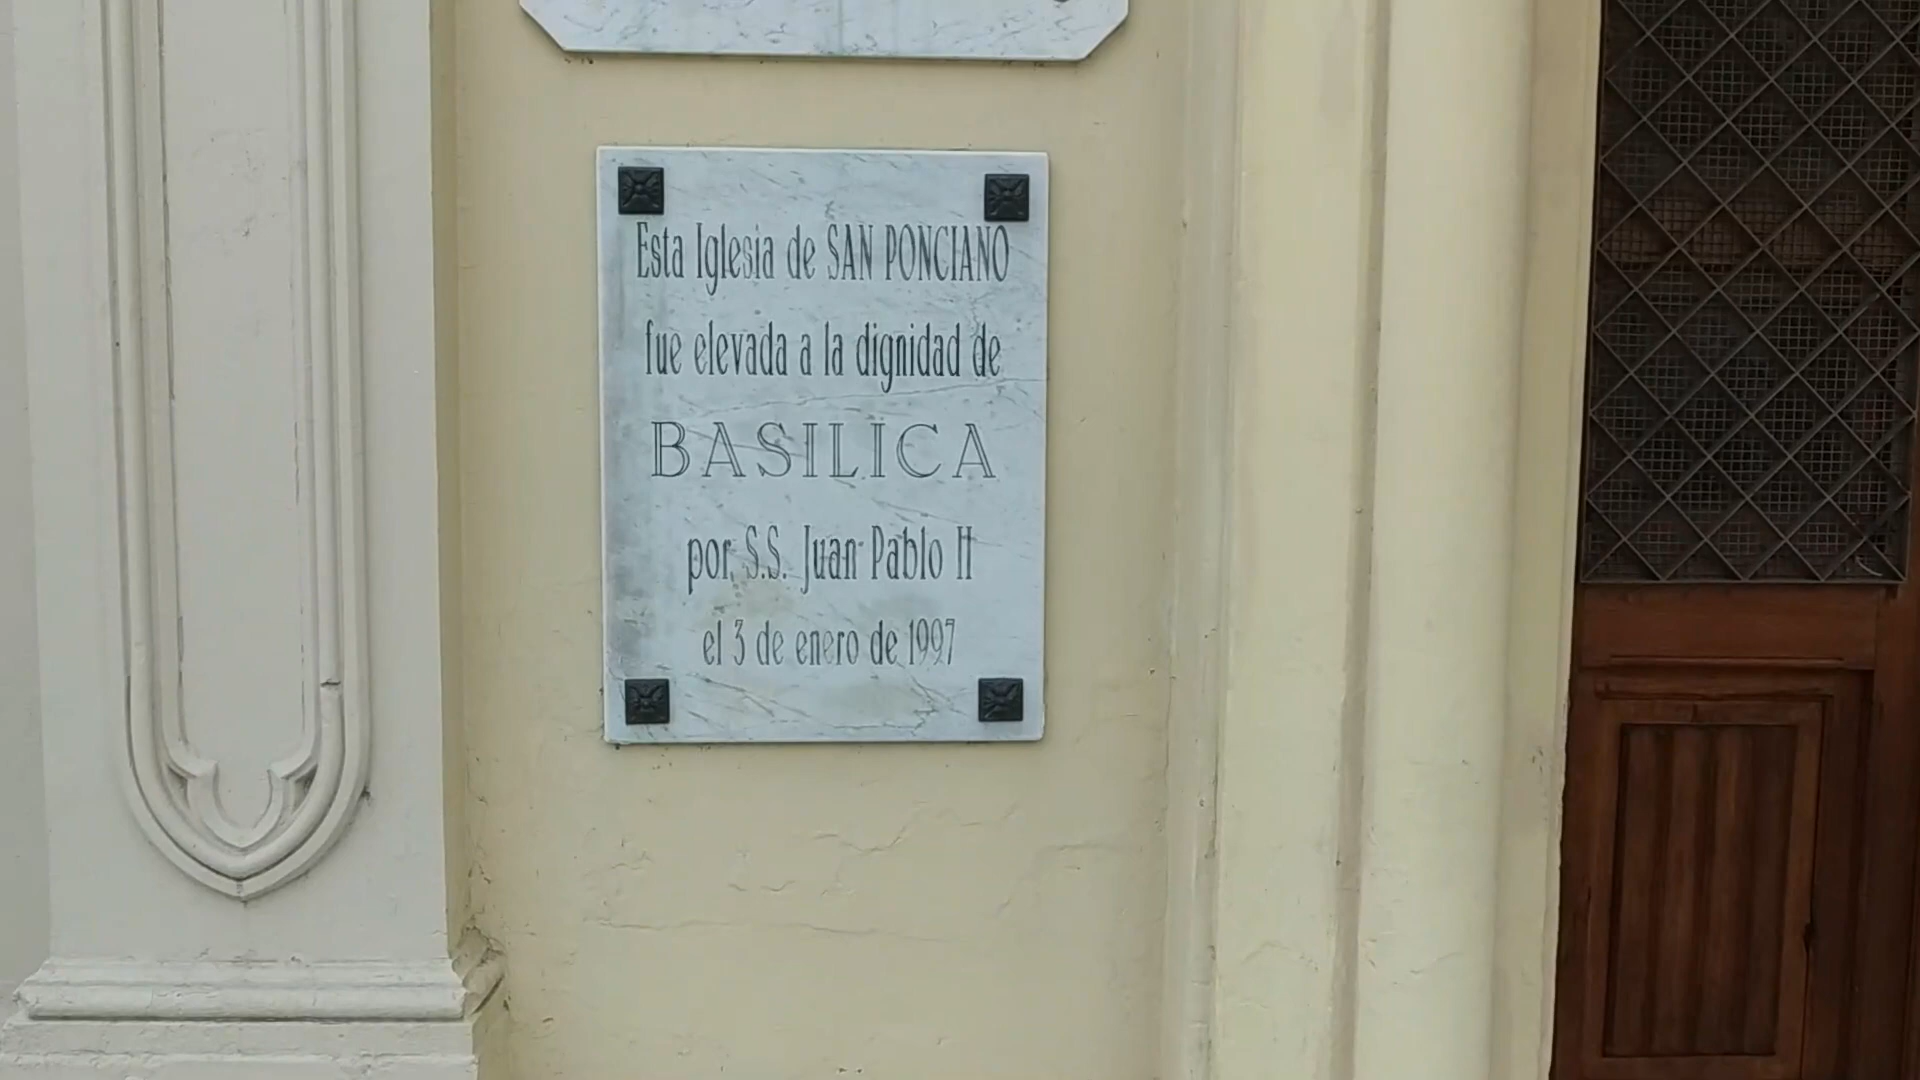 Esta Iglesia de SAN PONCIANO
fue elevada a la dignidad de
BASILICA
por S.S. Juan Pablo II
el 3 de enero de 1997